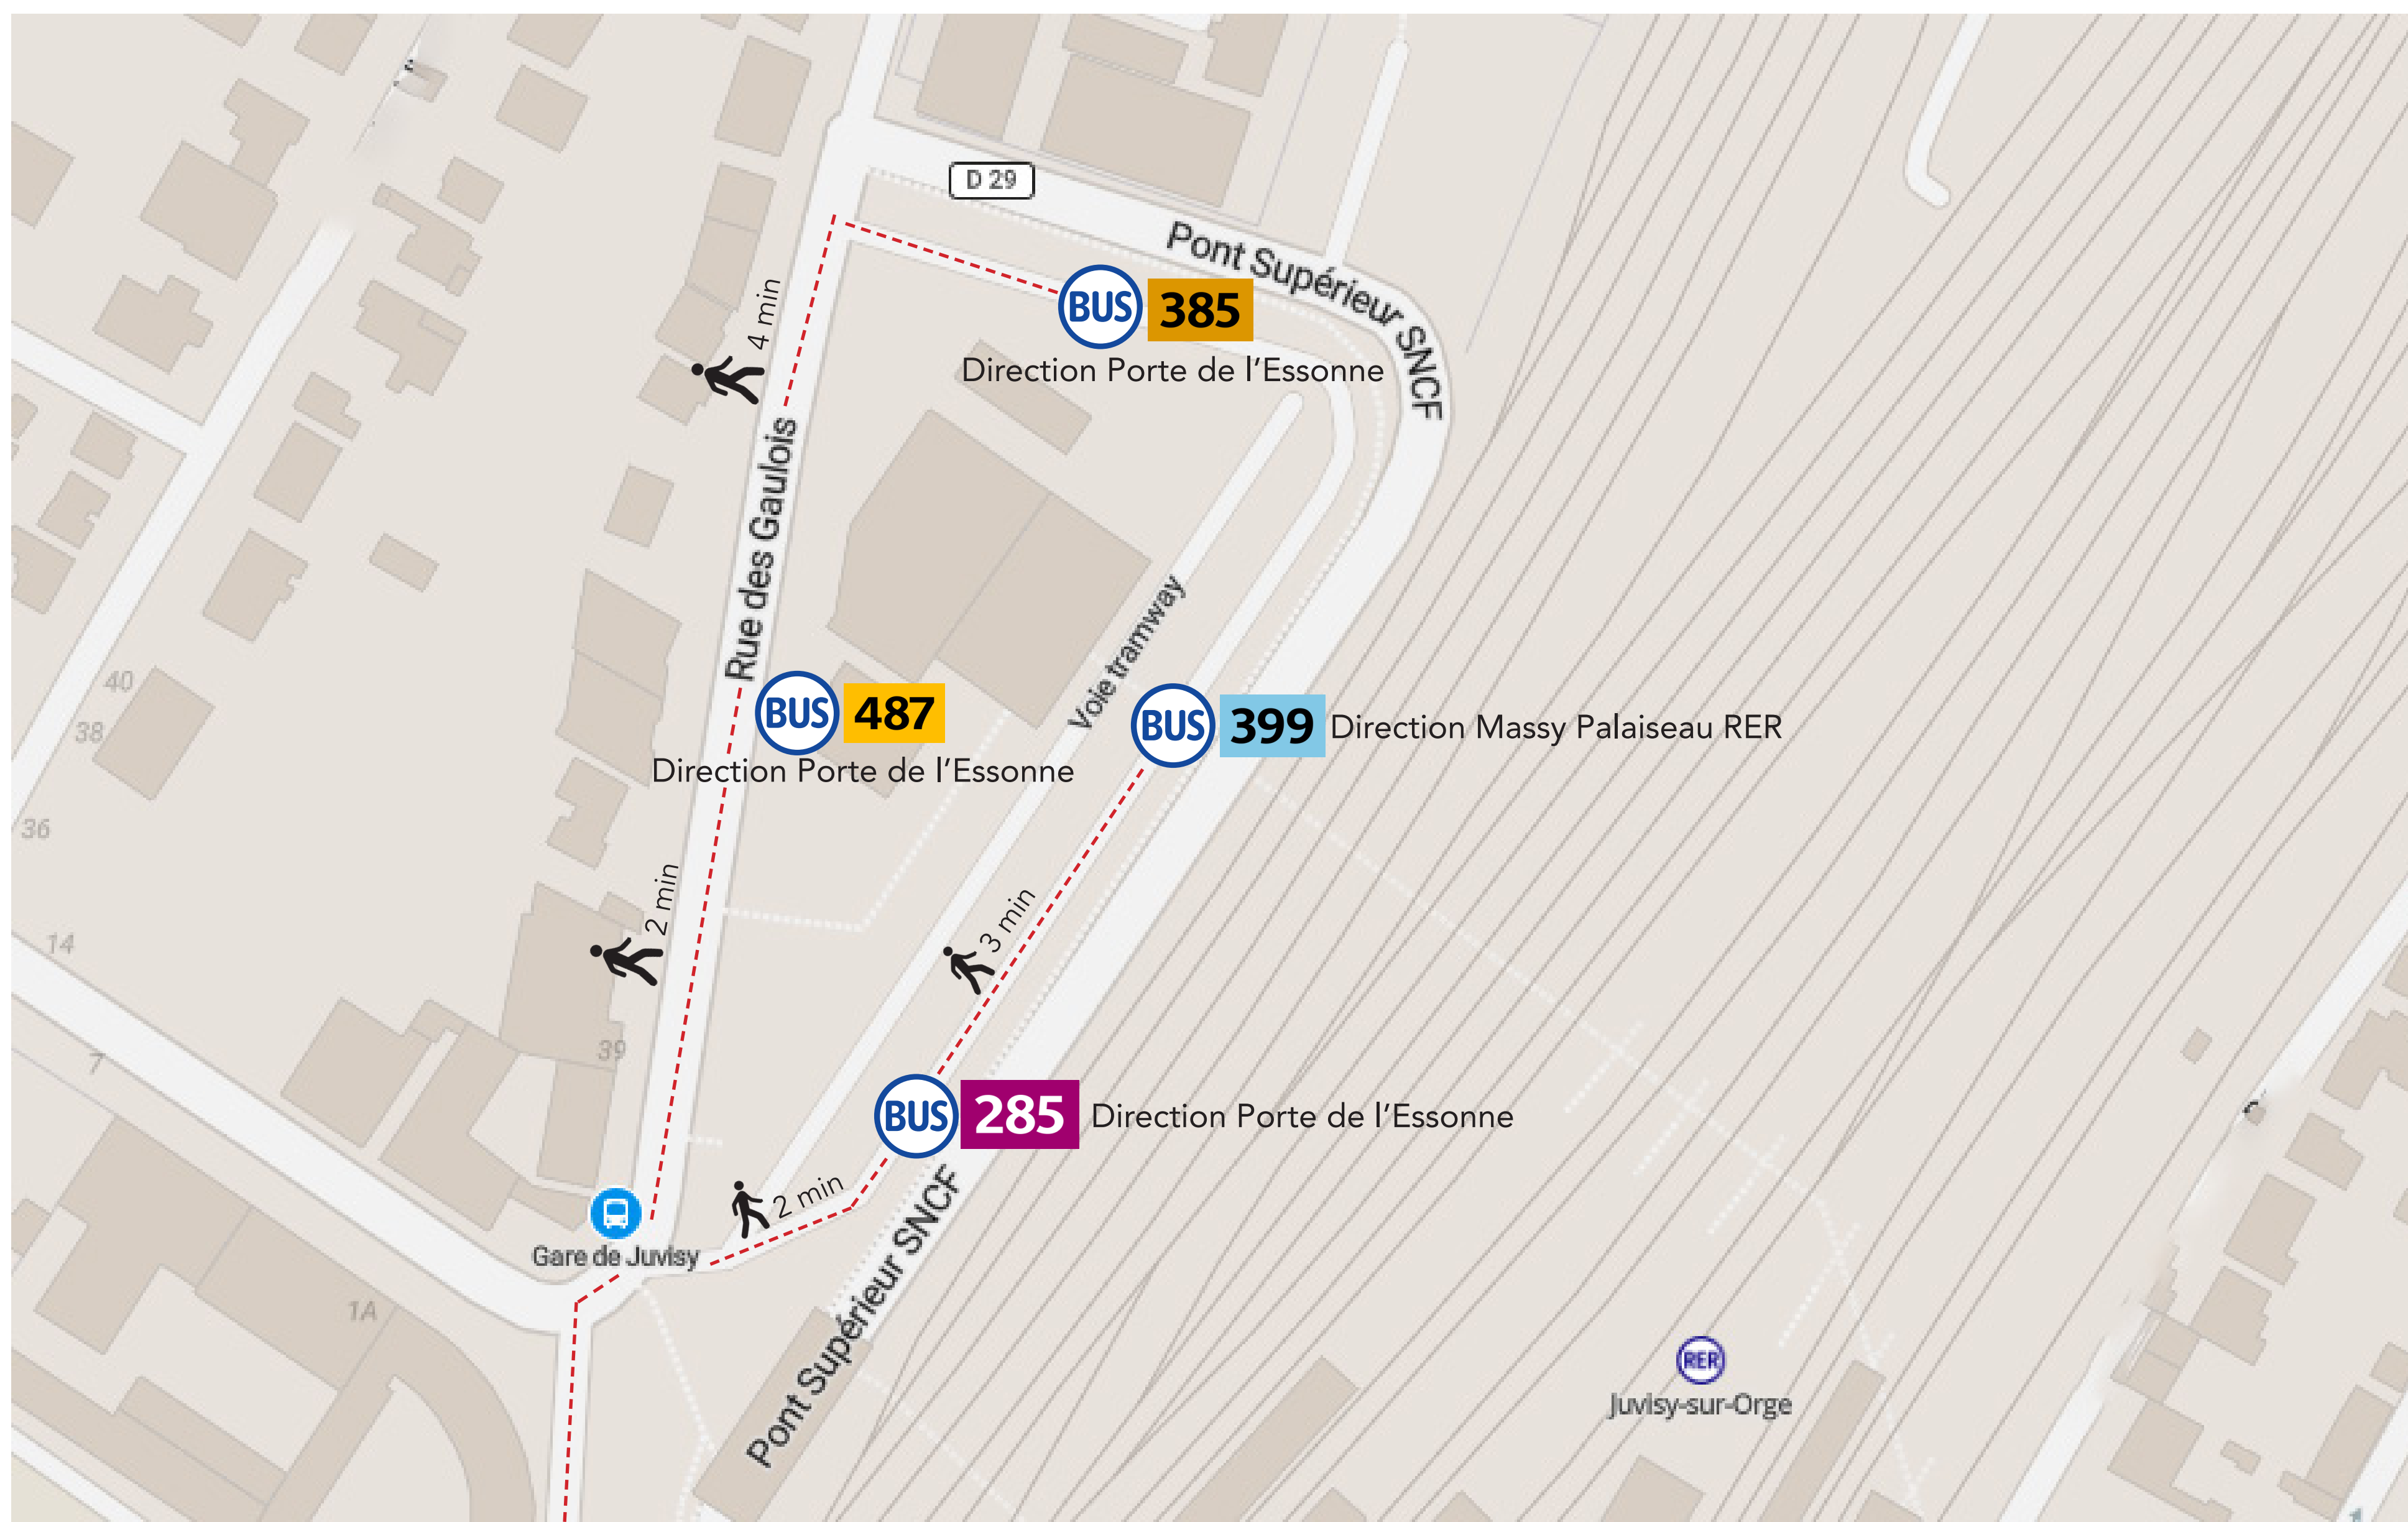 D 29
Pont Supérieur SNCF
BUS 385
Direction Porte de l'Essonne
4 min
Rue des Gaulois
Voie tramway
BUS 487
Direction Porte de l'Essonne
BUS 399 Direction Massy Palaiseau RER
40
38
36
2 min
3 min
14
7
39
BUS 285 Direction Porte de l'Essonne
2 min
Gare de Juvisy
1A
Pont Supérieur SNCF
RER
Juvisy-sur-Orge